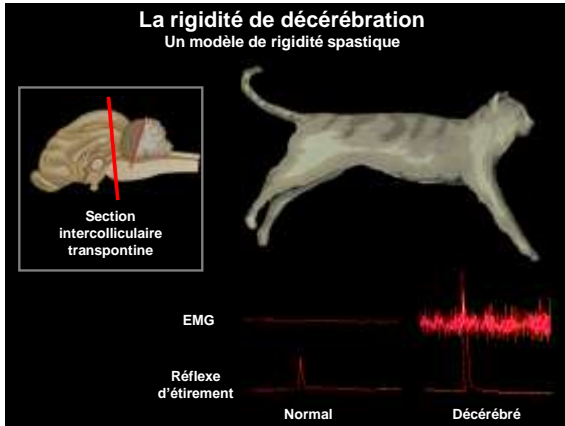 La rigidité de décérébration
Un modèle de rigidité spastique
Section
intercolliculaire
transpontine
EMG
Réflexe
d'étirement
Normal
Décérébré